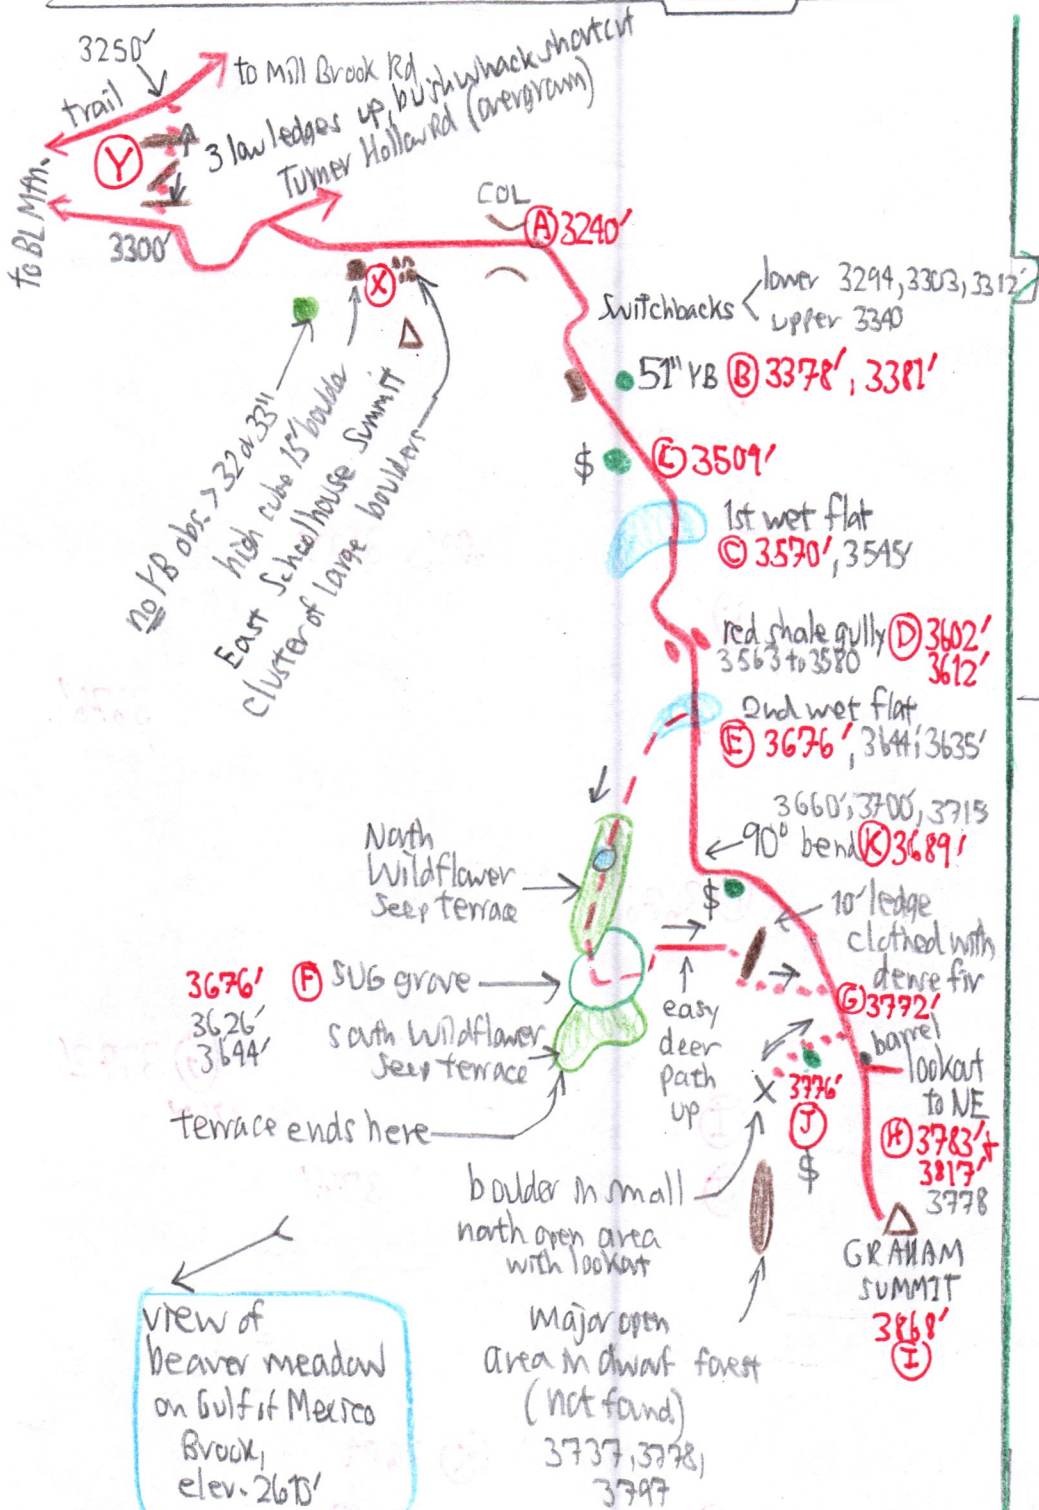 3250'
trail
to Mill Brook Rd
3 low ledges up, bushwhack shortcut
Turner Hollow Rd (overgrown)
Y
to BL Mtn.
3300'
COL
A 3240'
X
Switchbacks
lower 3294, 3303, 3312'
upper 3340
51" YB B 3378', 3381'
$
L 3509'
no YB obs. > 32 or 33"
high cube 15' boulder
East Schoolhouse Summit
cluster of large boulders
1st wet flat
C 3570', 3545'
red shale gully D 3602'
3563 to 3580 3612'
2nd wet flat
E 3676', 3644', 3635'
3660', 3700', 3715
90° bend K 3689'
$
North
Wildflower
Seep terrace
10' ledge
clothed with
dense fir
3676' F SUG grove
3626'
3644'
South Wildflower
Seep terrace
terrace ends here
easy
deer
path
up
G 3772'
barrel
lookout
to NE
H 3783' +
3817'
3778
X
3776'
J
$
boulder in small
north open area
with lookout
GRAHAM
SUMMIT
3868'
I
major open
area in dwarf forest
(not found)
3737, 3778,
3797
view of
beaver meadow
on Gulf of Mexico
Brook,
elev. 2615'